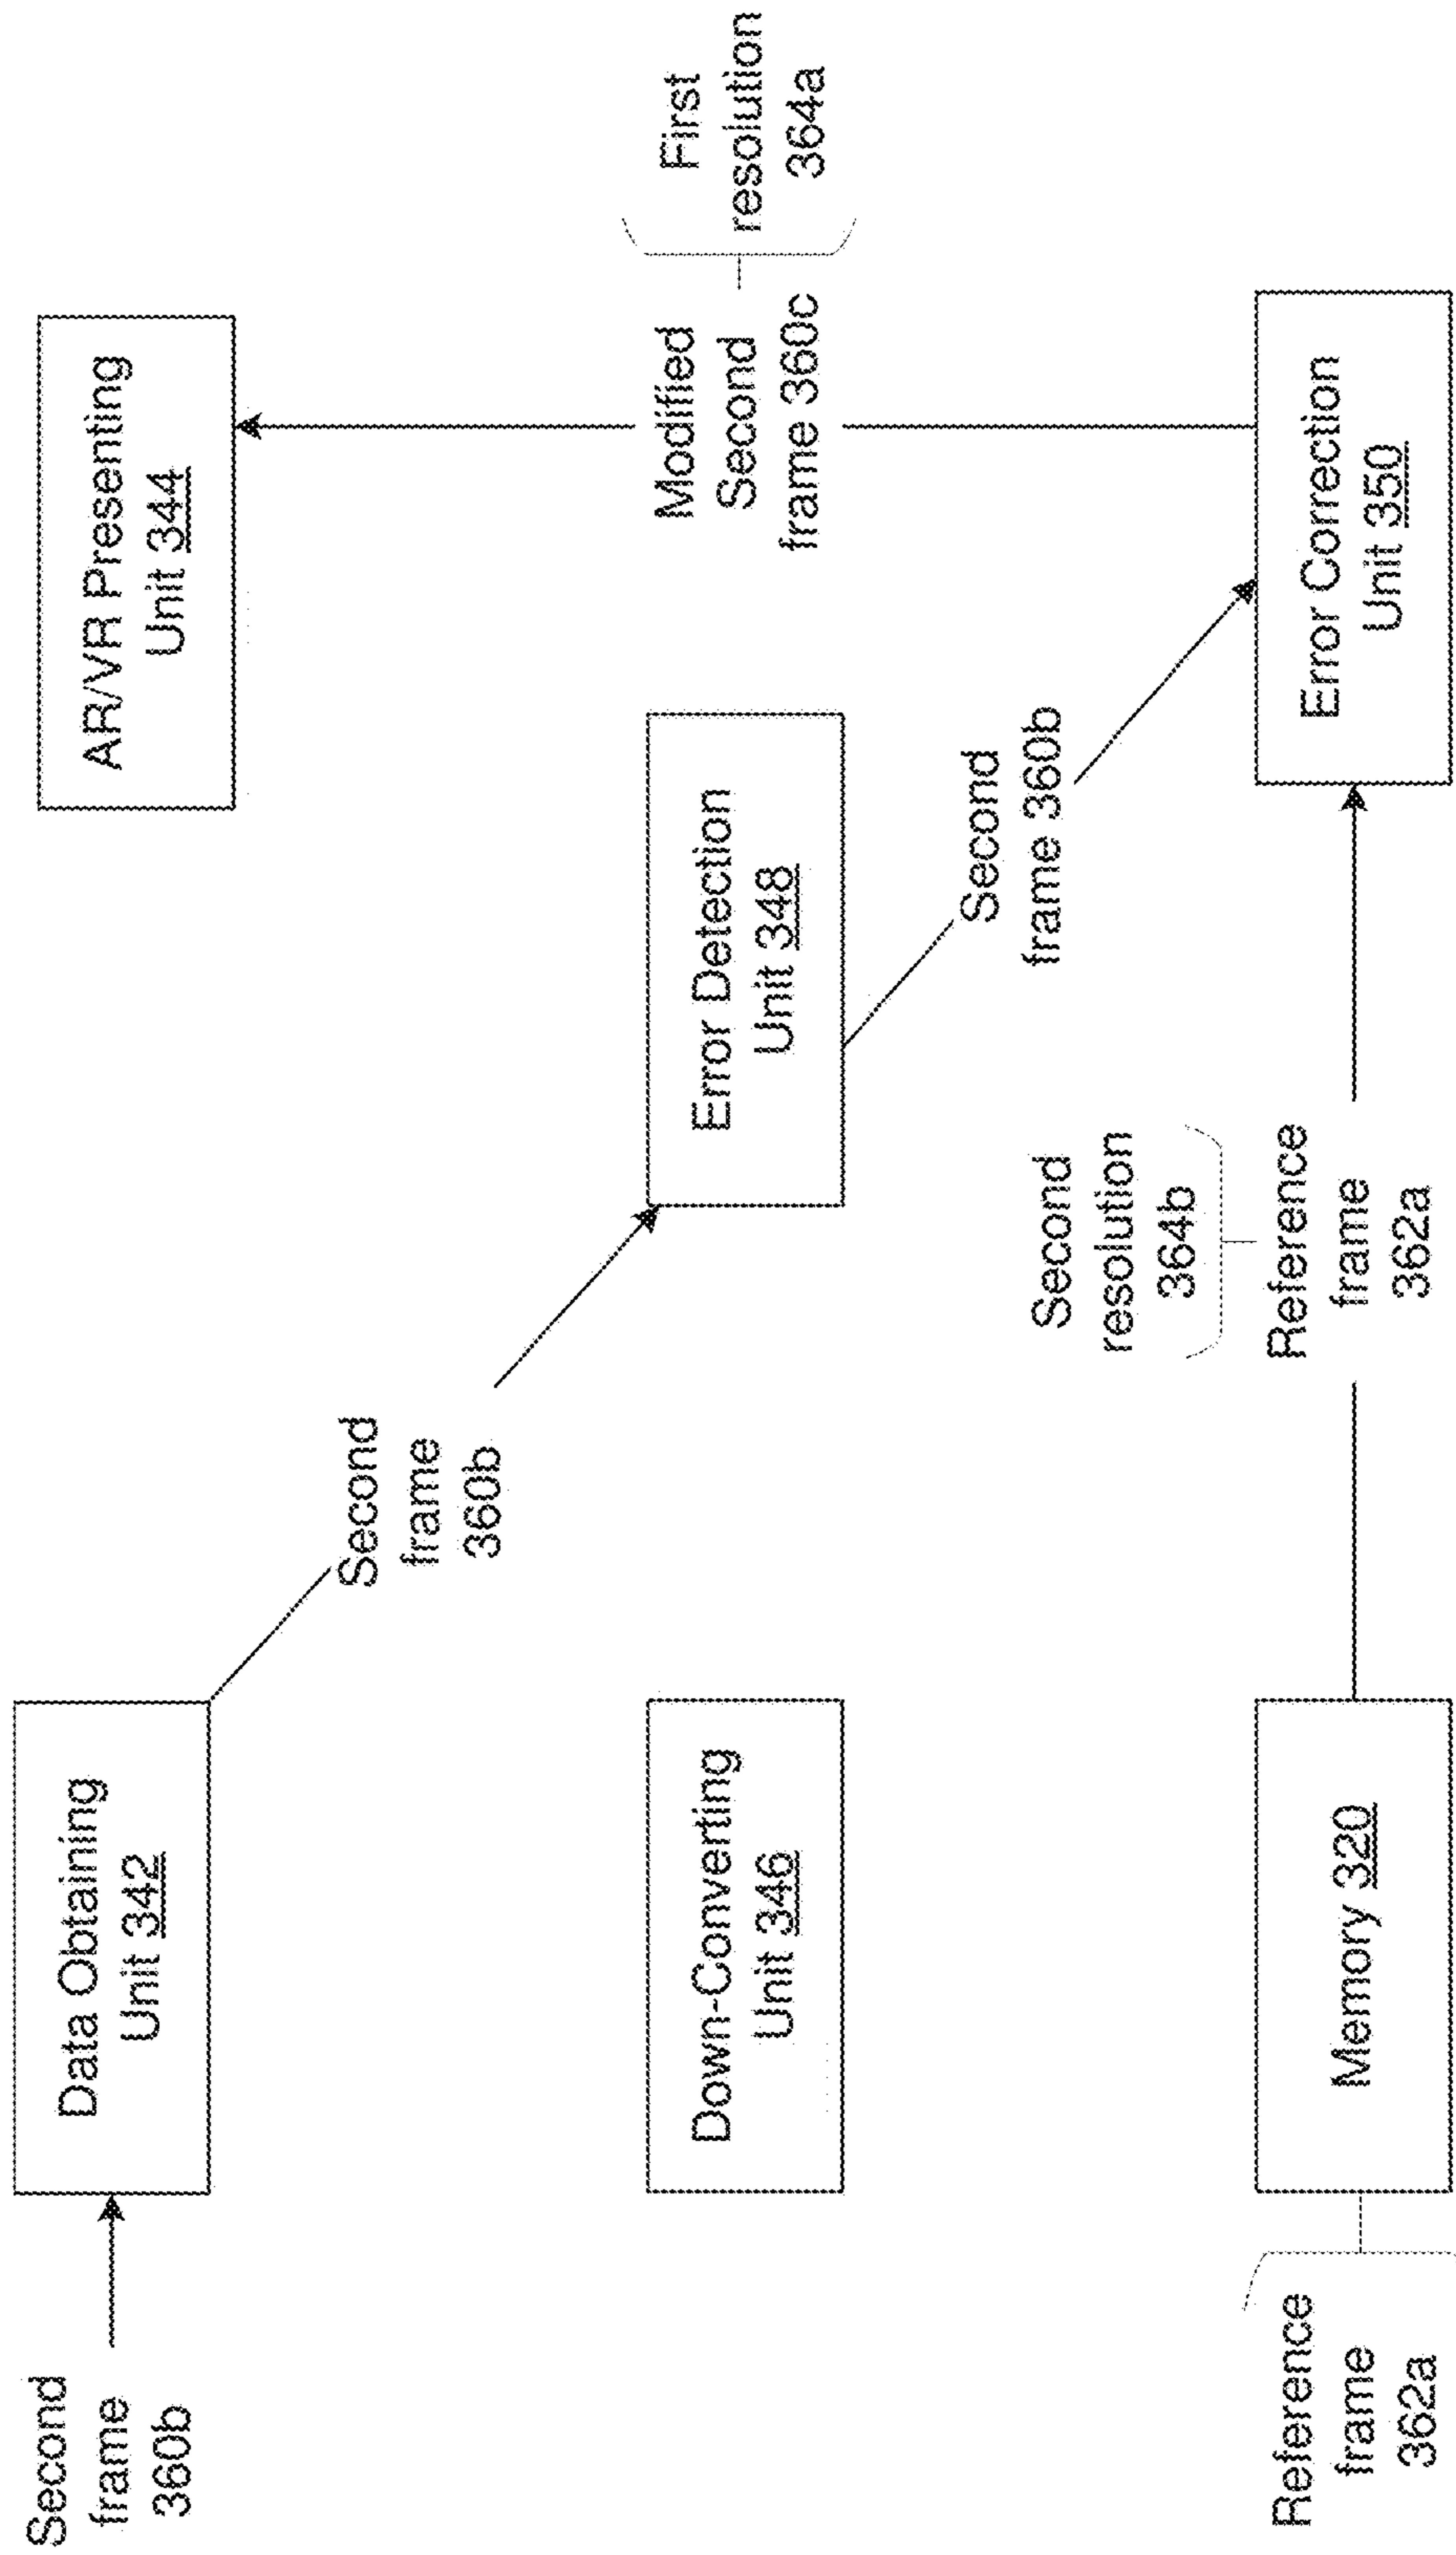 Second
frame
360b
Data Obtaining
Unit 342
Second
frame
360b
AR/VR Presenting
Unit 344
Down-Converting
Unit 346
Error Detection
Unit 348
Modified
Second
frame 360c
First
resolution
364a
Second
frame 360b
Second
resolution
364b
Reference
frame
362a
Memory 320
Reference
frame
362a
Error Correction
Unit 350